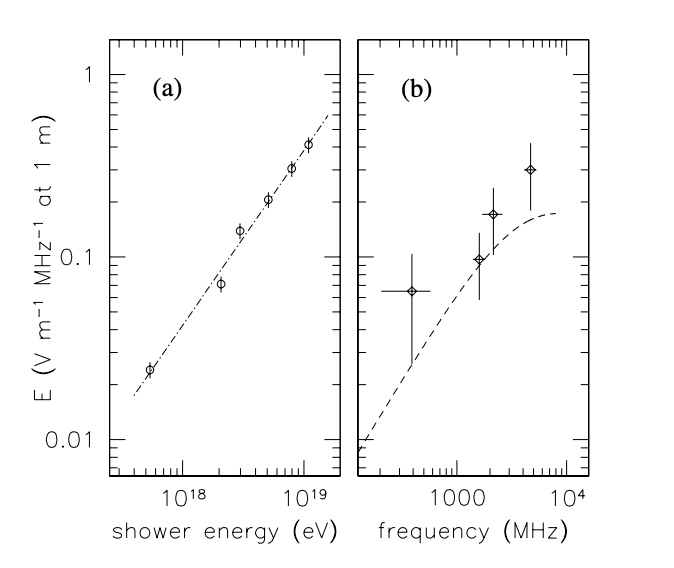 (a)
(b)
E (V m⁻¹ MHz⁻¹ at 1 m)
1
0.1
0.01
10¹⁸
10¹⁹
1000
10⁴
shower energy (eV)
frequency (MHz)